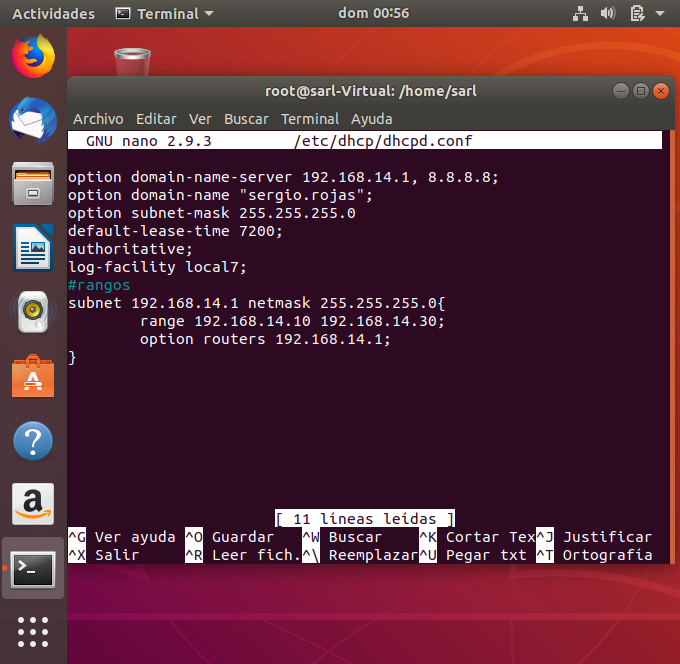 Actividades Terminal dom 00:56
root@sarl-Virtual: /home/sarl
Archivo Editar Ver Buscar Terminal Ayuda
GNU nano 2.9.3 /etc/dhcp/dhcpd.conf
option domain-name-server 192.168.14.1, 8.8.8.8;
option domain-name "sergio.rojas";
option subnet-mask 255.255.255.0
default-lease-time 7200;
authoritative;
log-facility local7;
#rangos
subnet 192.168.14.1 netmask 255.255.255.0{
range 192.168.14.10 192.168.14.30;
option routers 192.168.14.1;
}
[ 11 líneas leídas ]
^G Ver ayuda ^O Guardar ^W Buscar ^K Cortar Tex^J Justificar
^X Salir ^R Leer fich.^\ Reemplazar^U Pegar txt ^T Ortografía